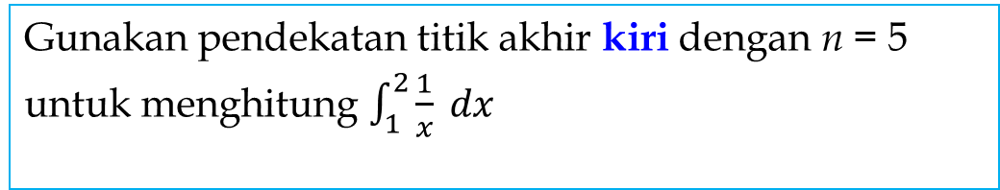 Gunakan pendekatan titik akhir kiri dengan n = 5
untuk menghitung ∫₁² 1/x dx